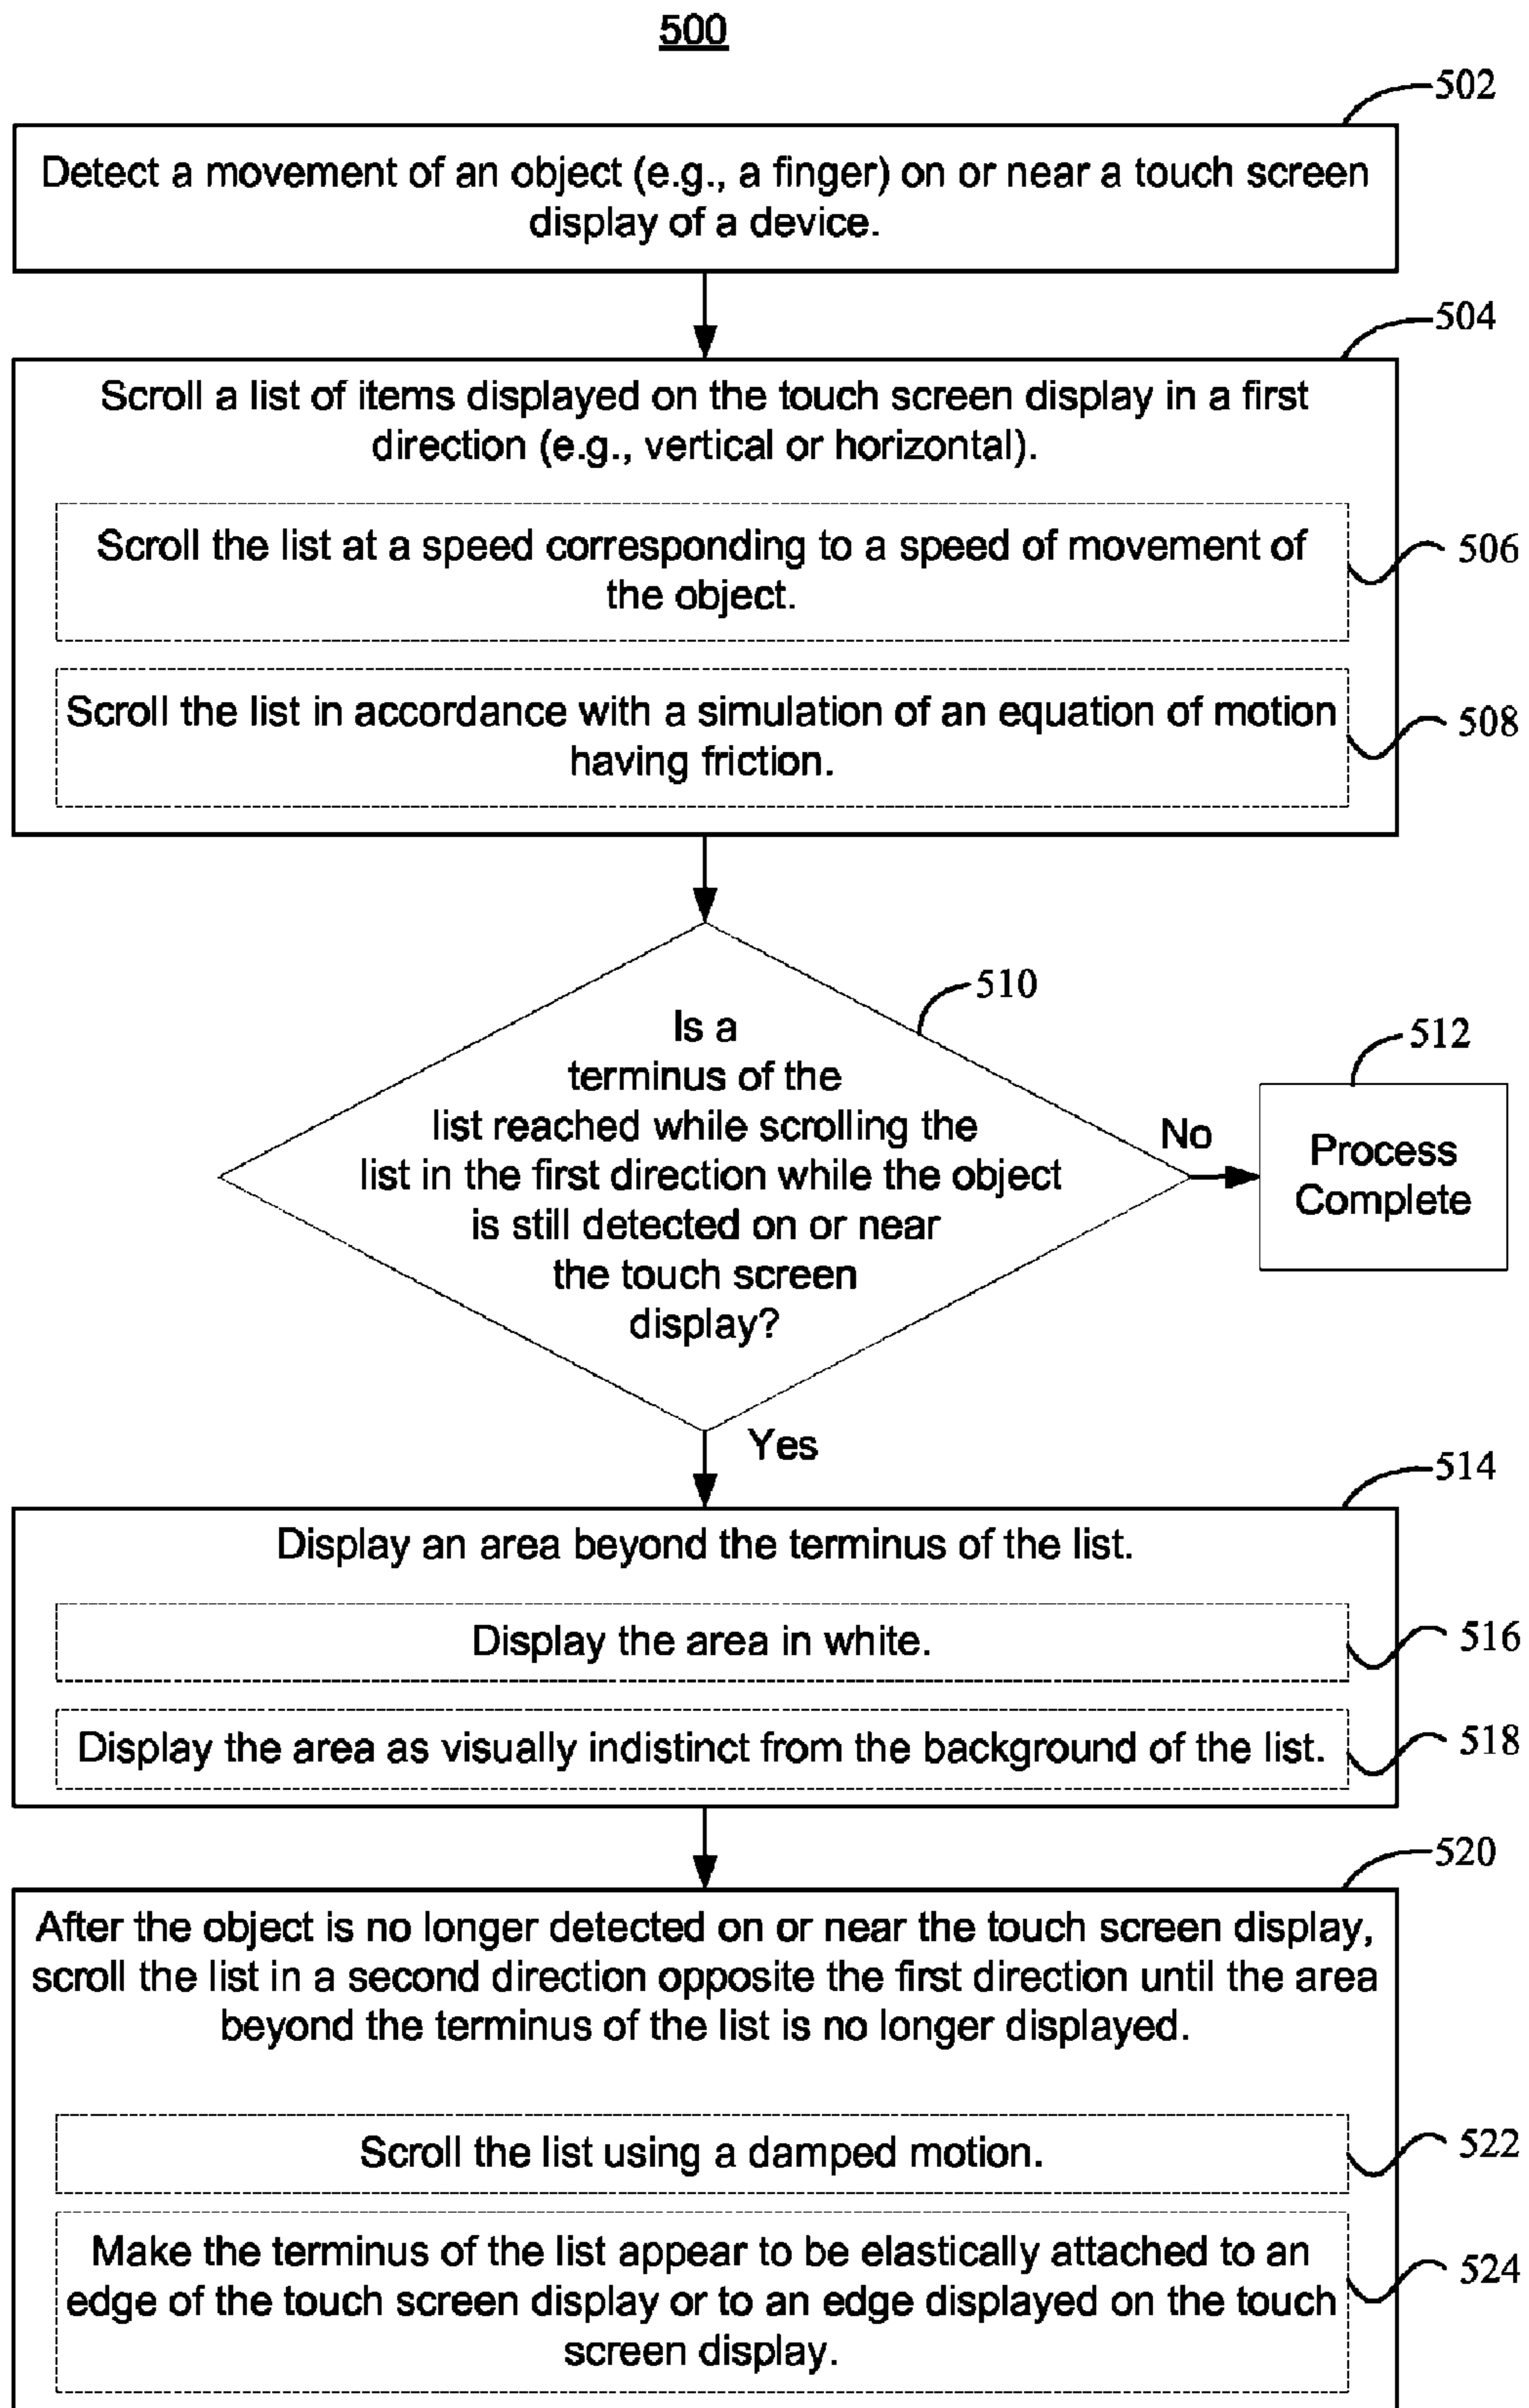 500
502
Detect a movement of an object (e.g., a finger) on or near a touch screen
display of a device.
504
Scroll a list of items displayed on the touch screen display in a first
direction (e.g., vertical or horizontal).
Scroll the list at a speed corresponding to a speed of movement of
the object.
506
Scroll the list in accordance with a simulation of an equation of motion
having friction.
508
510
Is a
terminus of the
list reached while scrolling the
list in the first direction while the object
is still detected on or near
the touch screen
display?
No
512
Process
Complete
Yes
514
Display an area beyond the terminus of the list.
Display the area in white.
516
Display the area as visually indistinct from the background of the list.
518
520
After the object is no longer detected on or near the touch screen display,
scroll the list in a second direction opposite the first direction until the area
beyond the terminus of the list is no longer displayed.
Scroll the list using a damped motion.
522
Make the terminus of the list appear to be elastically attached to an
edge of the touch screen display or to an edge displayed on the touch
screen display.
524